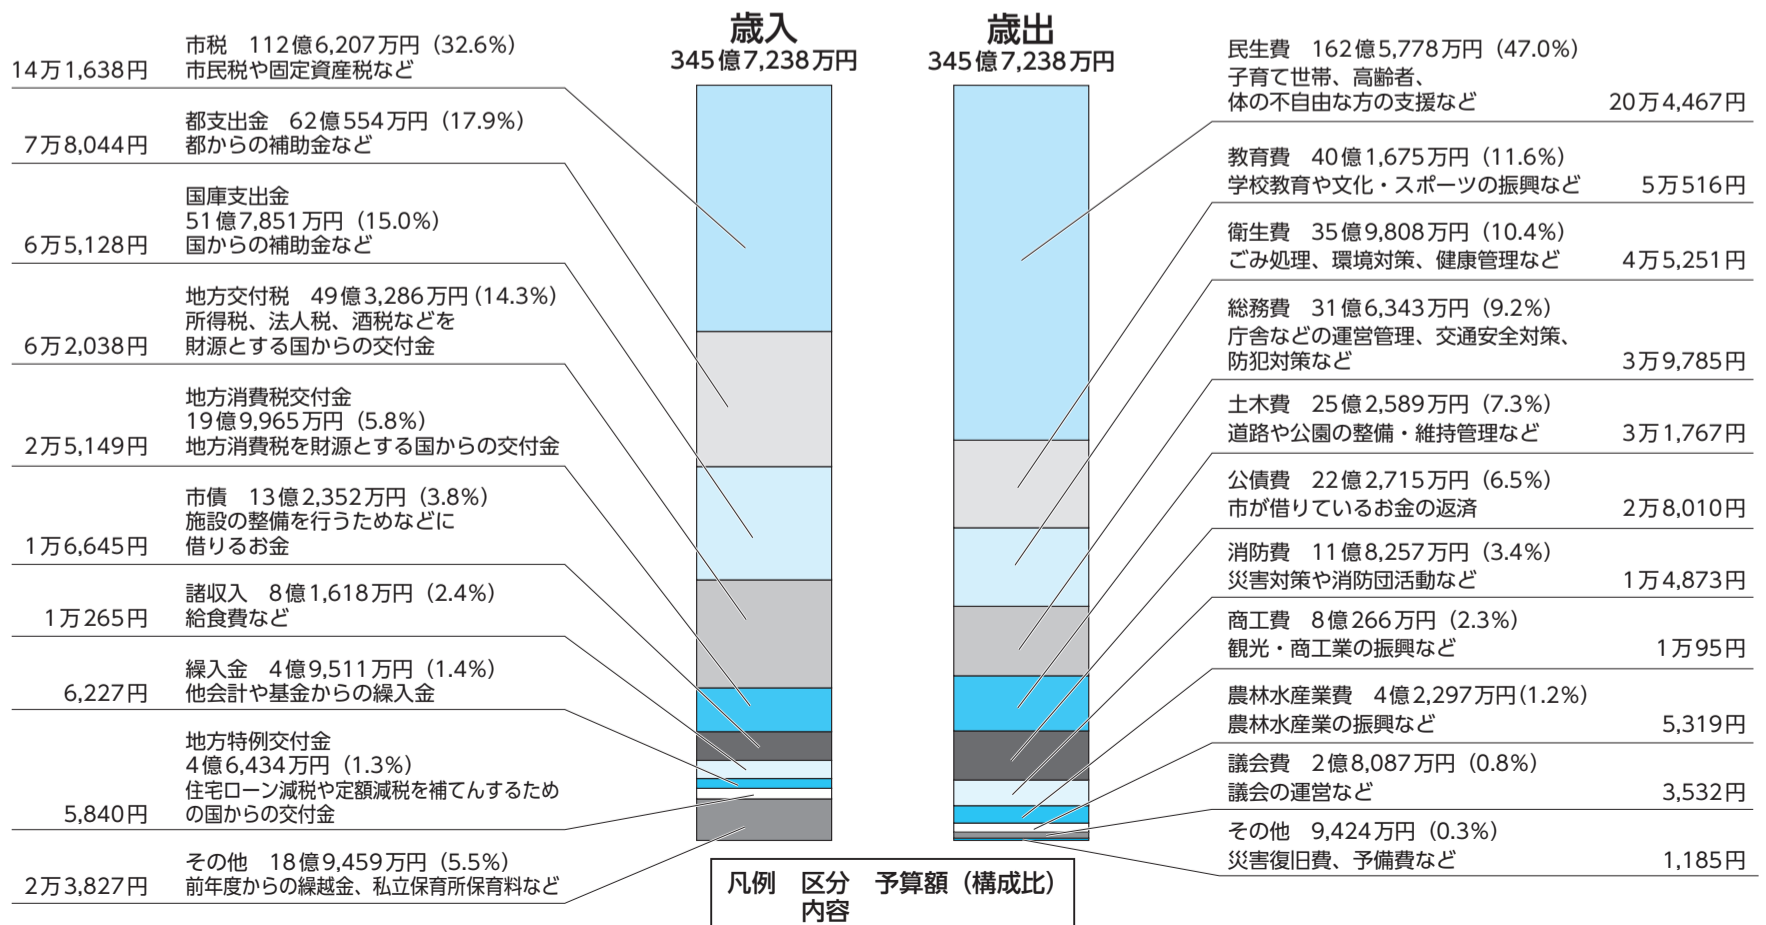 歳入
345億7,238万円
市税　112億6,207万円（32.6%）
14万1,638円　市民税や固定資産税など
都支出金　62億554万円（17.9%）
7万8,044円　都からの補助金など
国庫支出金
51億7,851万円（15.0%）
6万5,128円　国からの補助金など
地方交付税　49億3,286万円（14.3%）
所得税、法人税、酒税などを
6万2,038円　財源とする国からの交付金
地方消費税交付金
19億9,965万円（5.8%）
2万5,149円　地方消費税を財源とする国からの交付金
市債　13億2,352万円（3.8%）
施設の整備を行うためなどに
1万6,645円　借りるお金
諸収入　8億1,618万円（2.4%）
1万265円　給食費など
繰入金　4億9,511万円（1.4%）
6,227円　他会計や基金からの繰入金
地方特例交付金
4億6,434万円（1.3%）
住宅ローン減税や定額減税を補てんするため
5,840円　の国からの交付金
その他　18億9,459万円（5.5%）
2万3,827円　前年度からの繰越金、私立保育所保育料など
歳出
345億7,238万円
民生費　162億5,778万円（47.0%）
子育て世帯、高齢者、
体の不自由な方の支援など　20万4,467円
教育費　40億1,675万円（11.6%）
学校教育や文化・スポーツの振興など　5万516円
衛生費　35億9,808万円（10.4%）
ごみ処理、環境対策、健康管理など　4万5,251円
総務費　31億6,343万円（9.2%）
庁舎などの運営管理、交通安全対策、
防犯対策など　3万9,785円
土木費　25億2,589万円（7.3%）
道路や公園の整備・維持管理など　3万1,767円
公債費　22億2,715万円（6.5%）
市が借りているお金の返済　2万8,010円
消防費　11億8,257万円（3.4%）
災害対策や消防団活動など　1万4,873円
商工費　8億266万円（2.3%）
観光・商工業の振興など　1万95円
農林水産業費　4億2,297万円（1.2%）
農林水産業の振興など　5,319円
議会費　2億8,087万円（0.8%）
議会の運営など　3,532円
その他　9,424万円（0.3%）
災害復旧費、予備費など　1,185円
凡例　区分　予算額（構成比）
内容